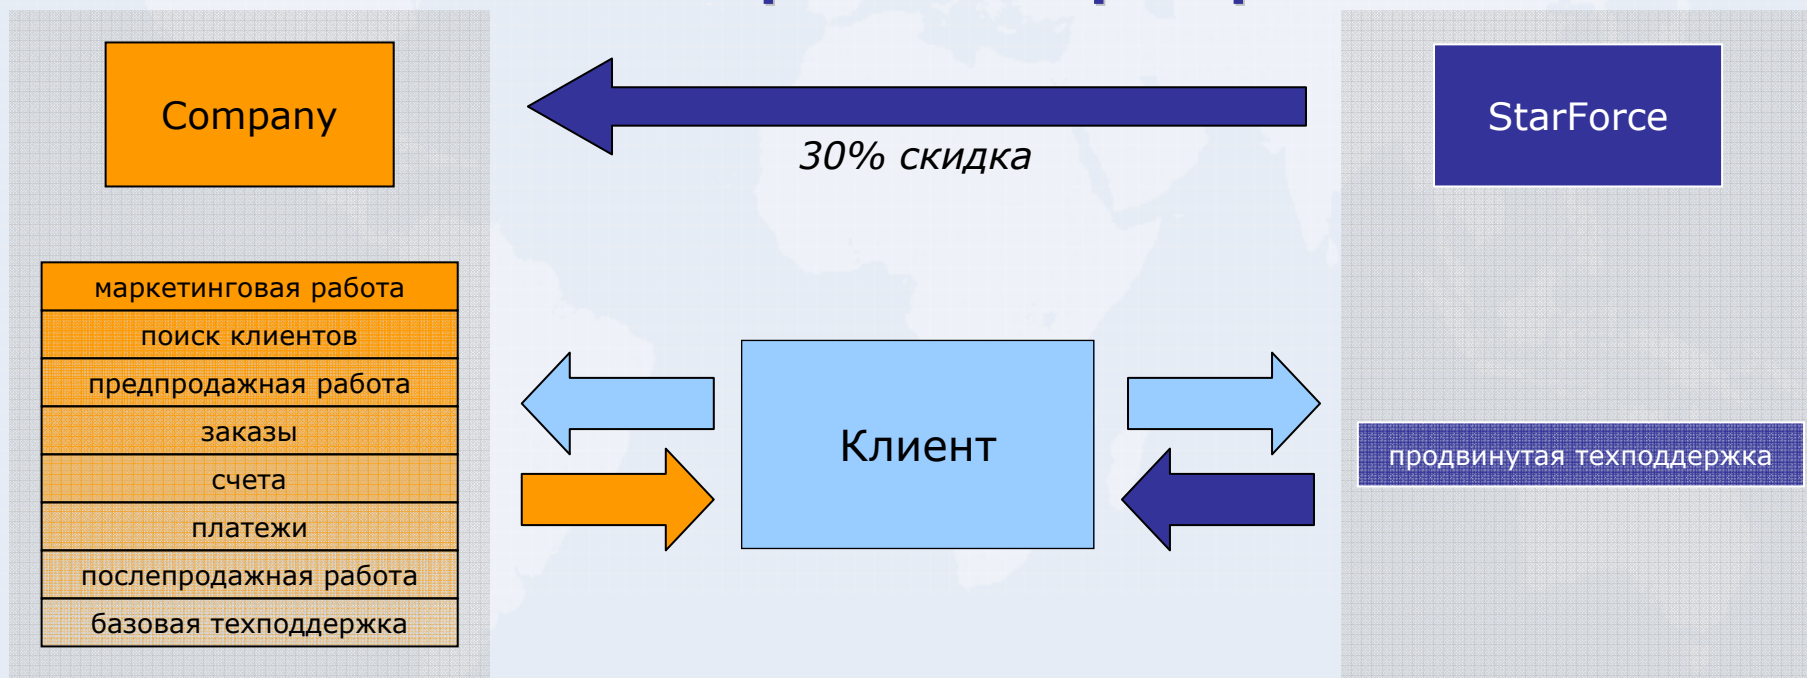 Company
StarForce
30% скидка
маркетинговая работа
поиск клиентов
предпродажная работа
заказы
счета
платежи
послепродажная работа
базовая техподдержка
Клиент
продвинутая техподдержка